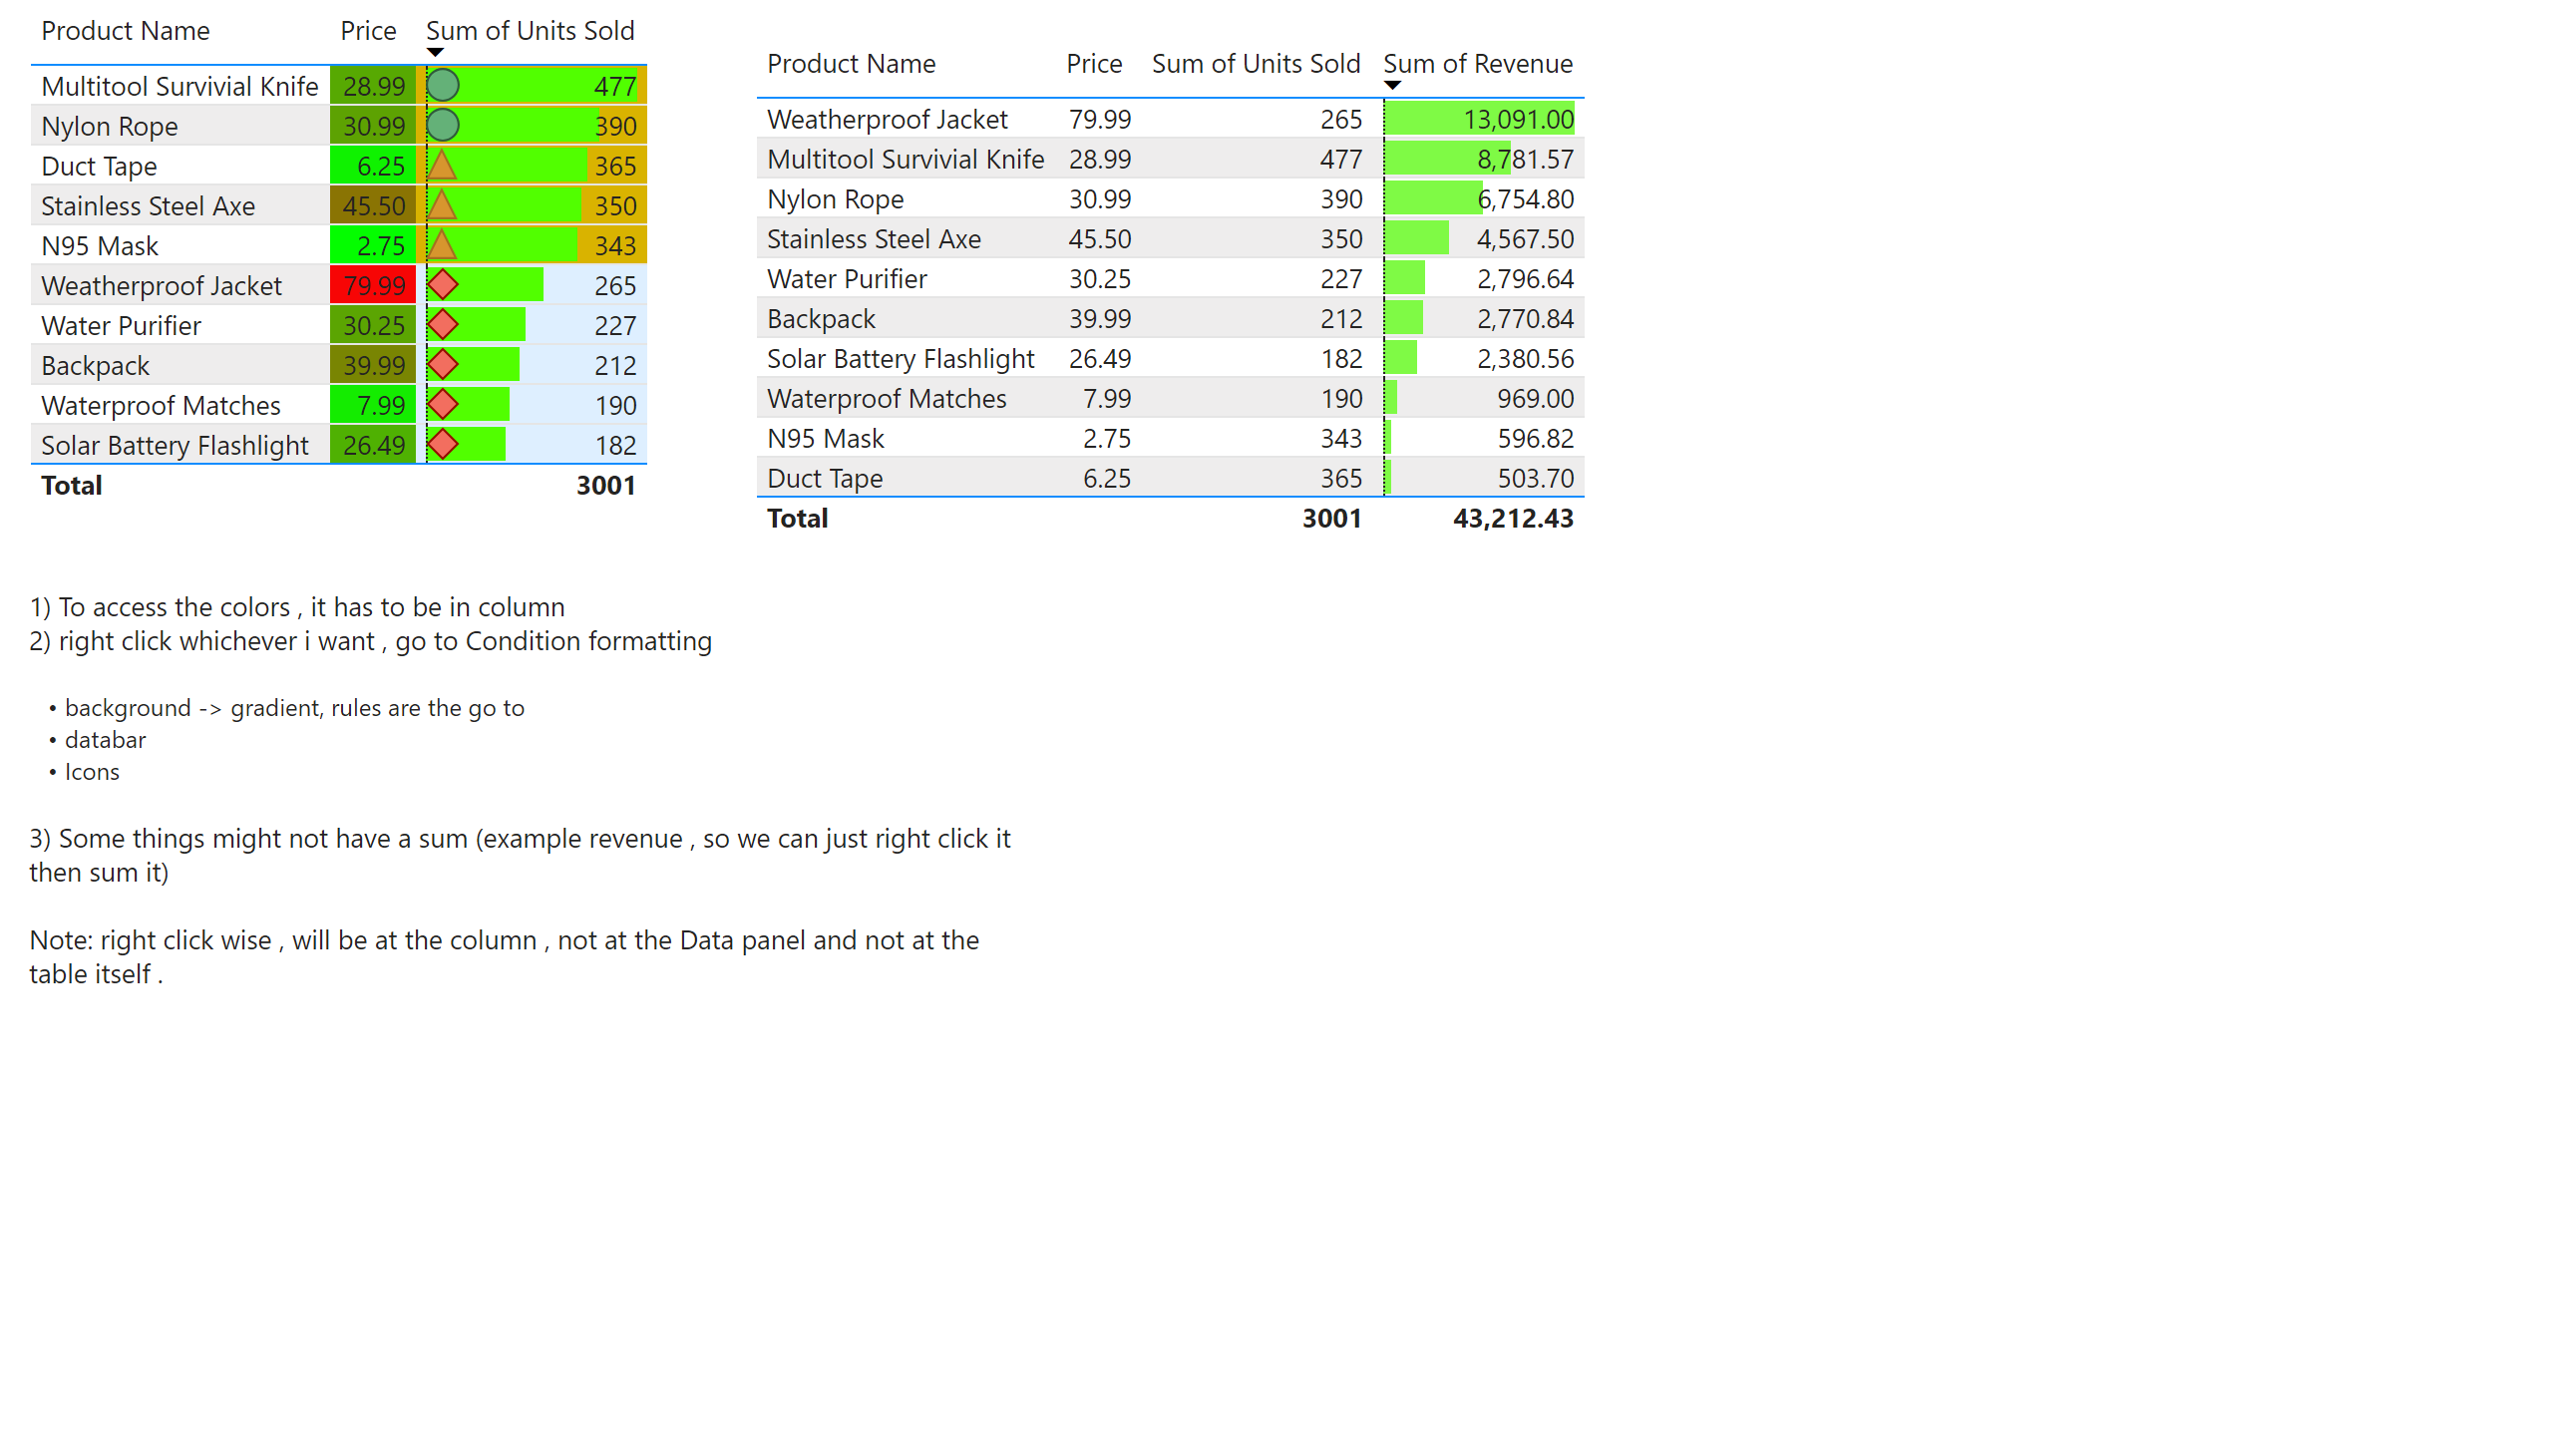 Product Name Price Sum of Units Sold
Multitool Survivial Knife 28.99 477
Nylon Rope 30.99 390
Duct Tape 6.25 365
Stainless Steel Axe 45.50 350
N95 Mask 2.75 343
Weatherproof Jacket 79.99 265
Water Purifier 30.25 227
Backpack 39.99 212
Waterproof Matches 7.99 190
Solar Battery Flashlight 26.49 182
Total 3001
Product Name Price Sum of Units Sold Sum of Revenue
Weatherproof Jacket 79.99 265 13,091.00
Multitool Survivial Knife 28.99 477 8,781.57
Nylon Rope 30.99 390 6,754.80
Stainless Steel Axe 45.50 350 4,567.50
Water Purifier 30.25 227 2,796.64
Backpack 39.99 212 2,770.84
Solar Battery Flashlight 26.49 182 2,380.56
Waterproof Matches 7.99 190 969.00
N95 Mask 2.75 343 596.82
Duct Tape 6.25 365 503.70
Total 3001 43,212.43
1) To access the colors , it has to be in column
2) right click whichever i want , go to Condition formatting
• background -> gradient, rules are the go to
• databar
• Icons
3) Some things might not have a sum (example revenue , so we can just right click it
then sum it)
Note: right click wise , will be at the column , not at the Data panel and not at the
table itself .